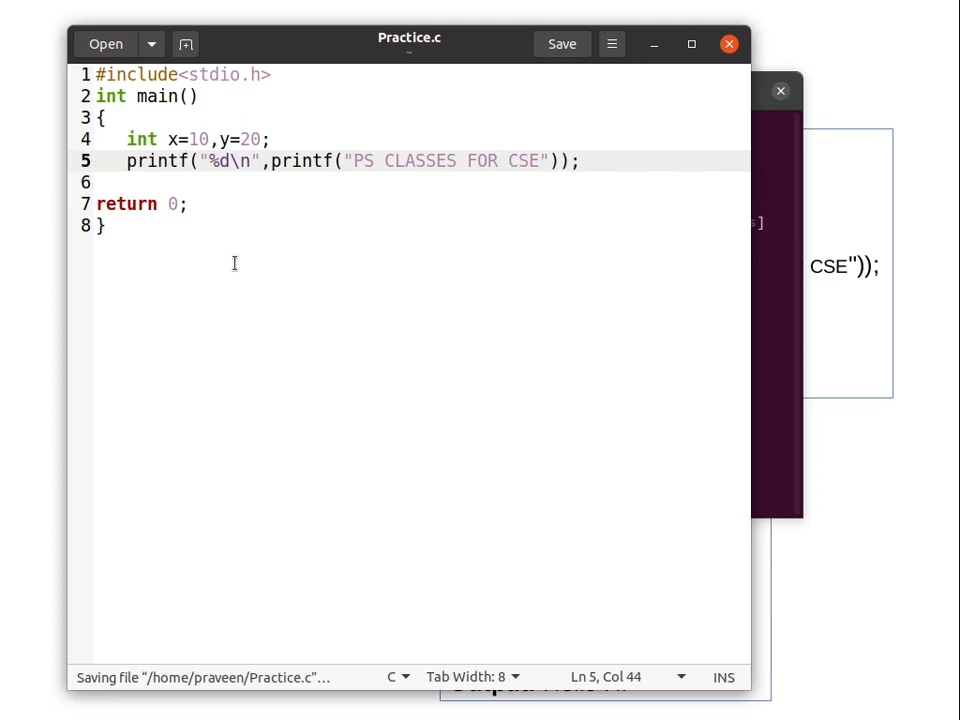 Open
Practice.c
~
Save
1 #include<stdio.h>
2 int main()
3 {
4    int x=10,y=20;
5    printf("%d\n",printf("PS CLASSES FOR CSE"));
6
7 return 0;
8 }
]
CSE"));
Saving file “/home/praveen/Practice.c”… C Tab Width: 8 Ln 5, Col 44 INS